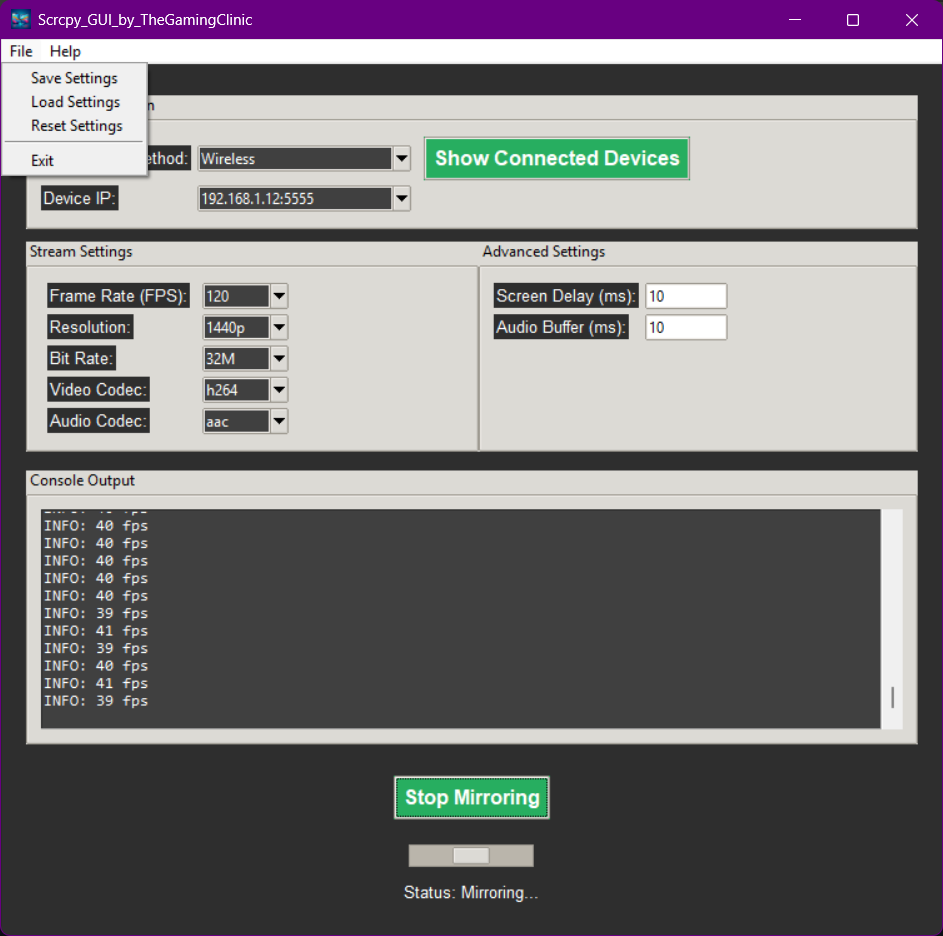 Scrcpy_GUI_by_TheGamingClinic
File Help
Save Settings
Load Settings
Reset Settings
Exit
Wireless
Show Connected Devices
Device IP:
192.168.1.12:5555
Stream Settings
Advanced Settings
Frame Rate (FPS): 120
Screen Delay (ms): 10
Resolution: 1440p
Audio Buffer (ms): 10
Bit Rate: 32M
Video Codec: h264
Audio Codec: aac
Console Output
INFO: 40 fps
INFO: 40 fps
INFO: 40 fps
INFO: 40 fps
INFO: 40 fps
INFO: 39 fps
INFO: 41 fps
INFO: 39 fps
INFO: 40 fps
INFO: 41 fps
INFO: 39 fps
Stop Mirroring
Status: Mirroring...